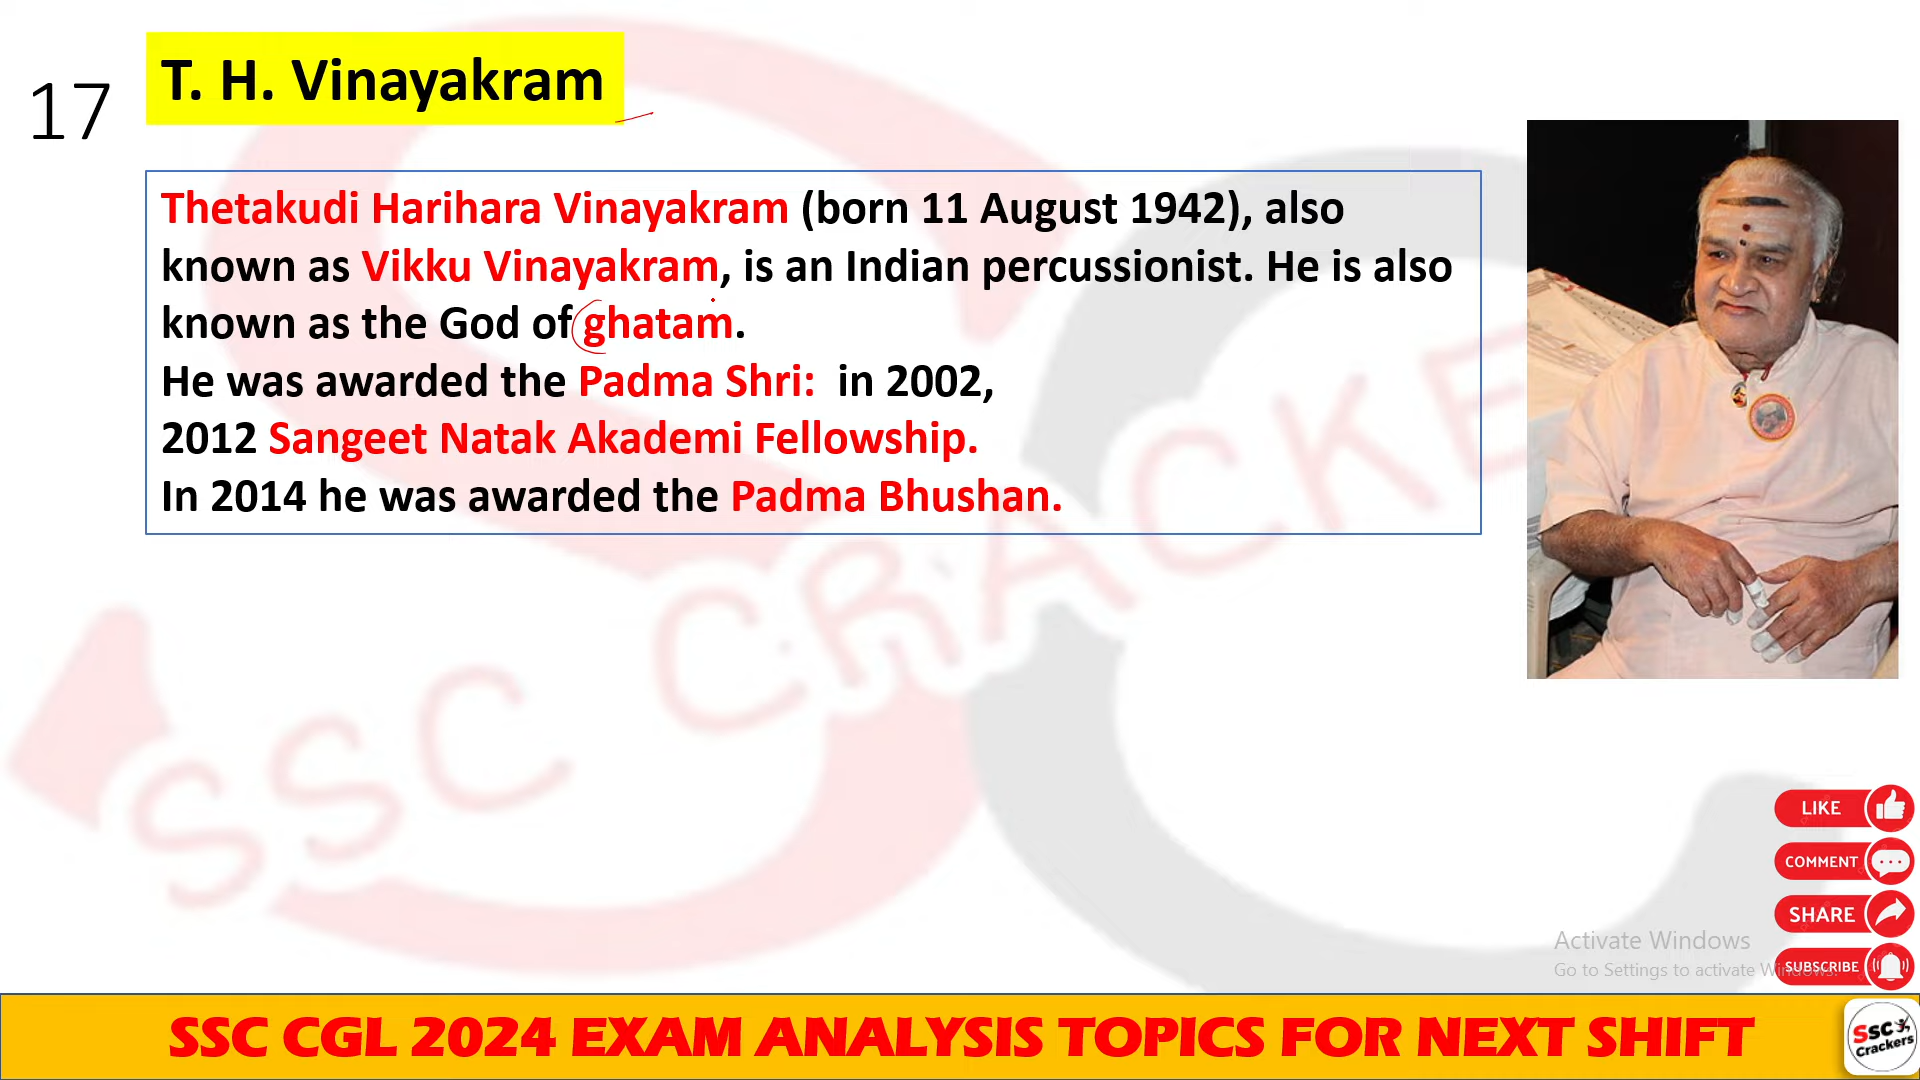 17
T. H. Vinayakram
Thetakudi Harihara Vinayakram (born 11 August 1942), also
known as Vikku Vinayakram, is an Indian percussionist. He is also
known as the God of ghatam.
He was awarded the Padma Shri:  in 2002,
2012 Sangeet Natak Akademi Fellowship.
In 2014 he was awarded the Padma Bhushan.
SSC CRACKE
LIKE
COMMENT
SHARE
Activate Windows
Go to Settings to activate Windows.
SUBSCRIBE
SSC CGL 2024 EXAM ANALYSIS TOPICS FOR NEXT SHIFT
SSC
Crackers